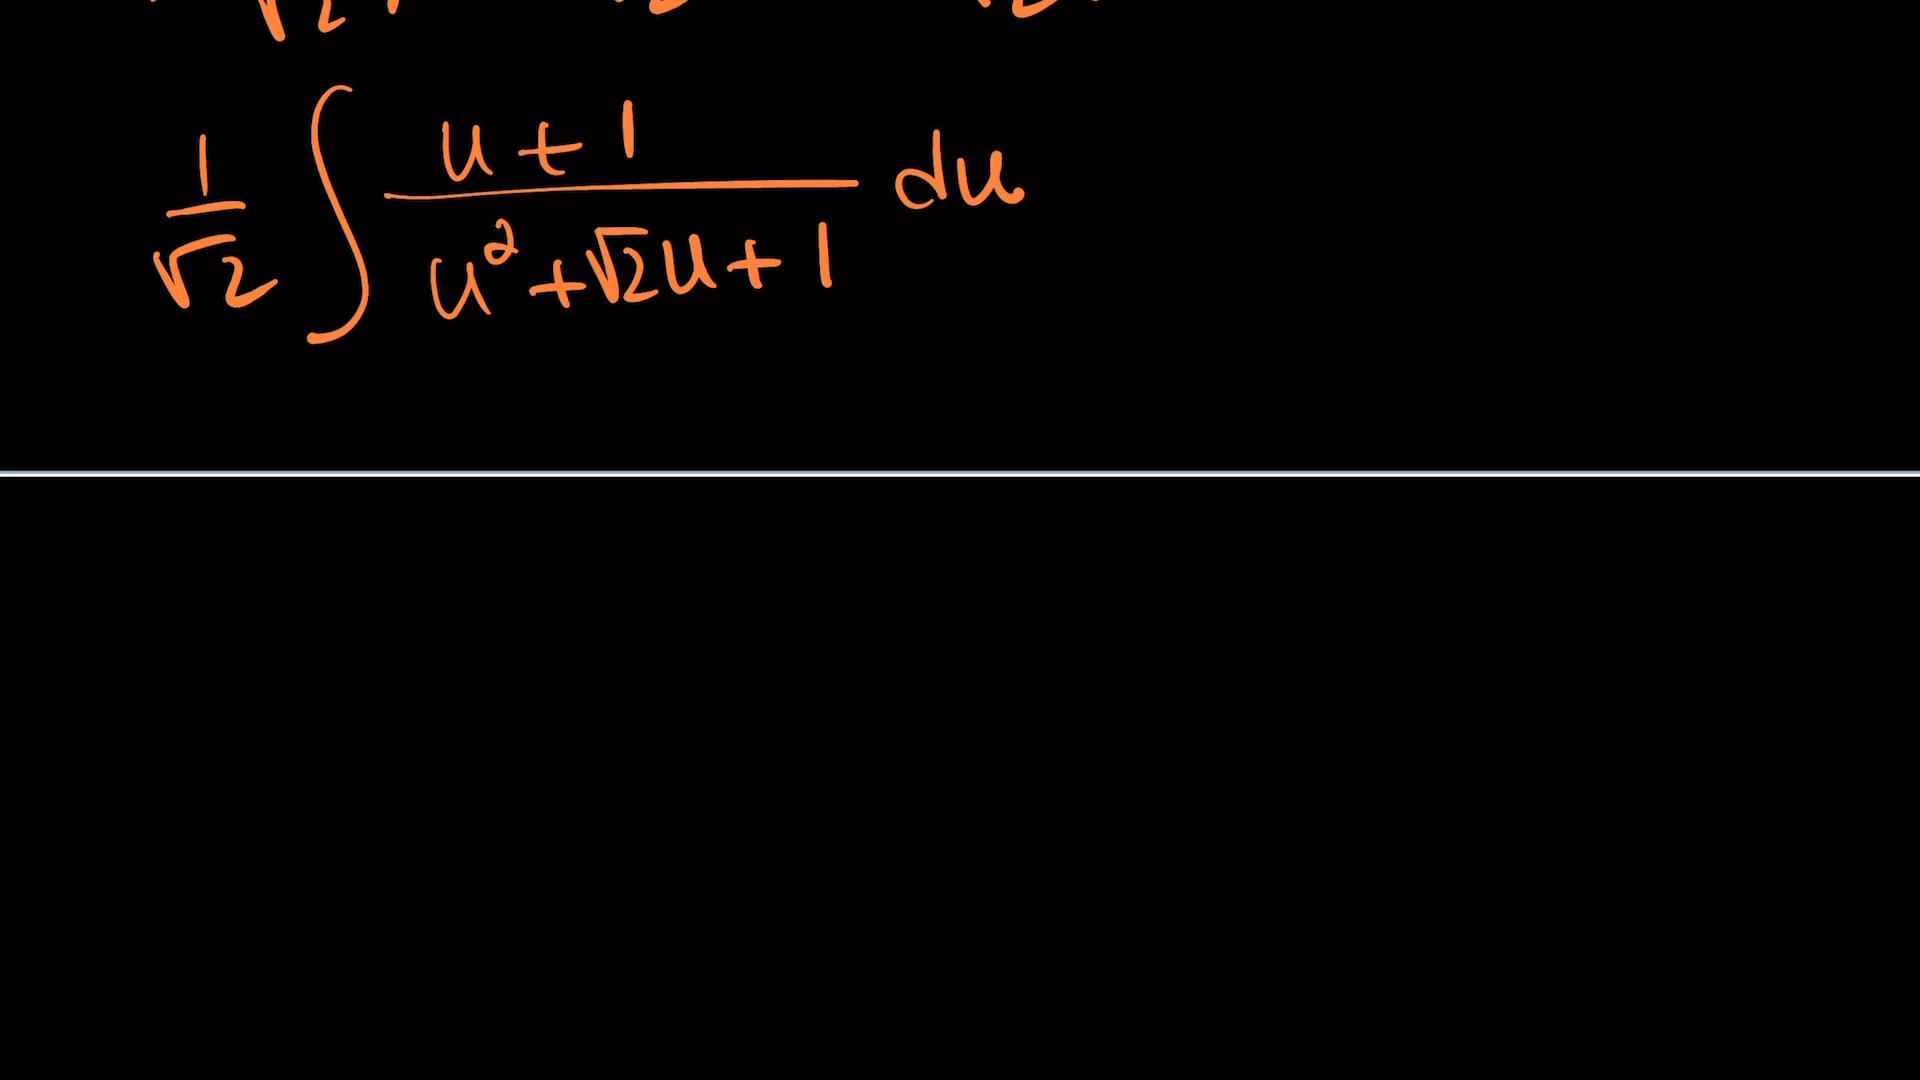 1/√2 ∫ (u + 1)/(u² + √2u + 1) du